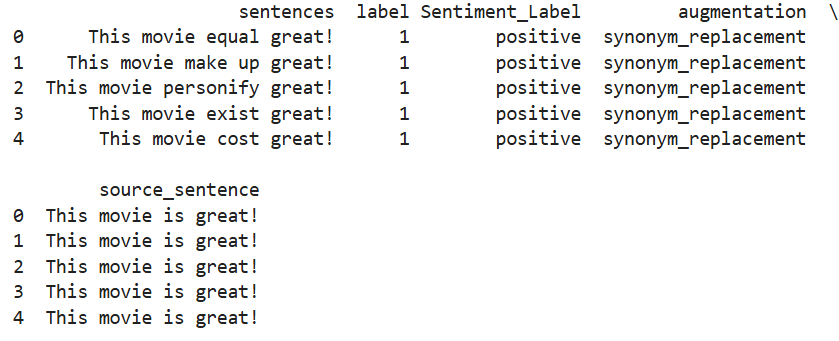 sentences label Sentiment_Label augmentation \
0 This movie equal great! 1 positive synonym_replacement
1 This movie make up great! 1 positive synonym_replacement
2 This movie personify great! 1 positive synonym_replacement
3 This movie exist great! 1 positive synonym_replacement
4 This movie cost great! 1 positive synonym_replacement
source_sentence
0 This movie is great!
1 This movie is great!
2 This movie is great!
3 This movie is great!
4 This movie is great!